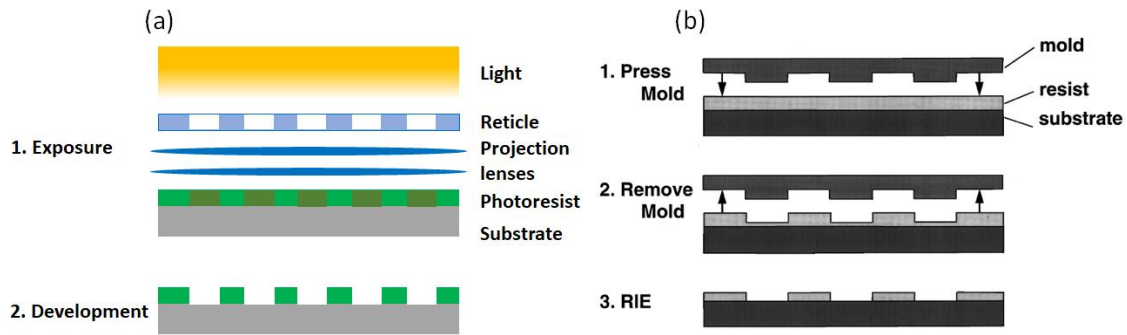 (a)
Light
Reticle
1. Exposure
Projection
lenses
Photoresist
Substrate
2. Development
(b)
mold
1. Press
Mold
resist
substrate
2. Remove
Mold
3. RIE